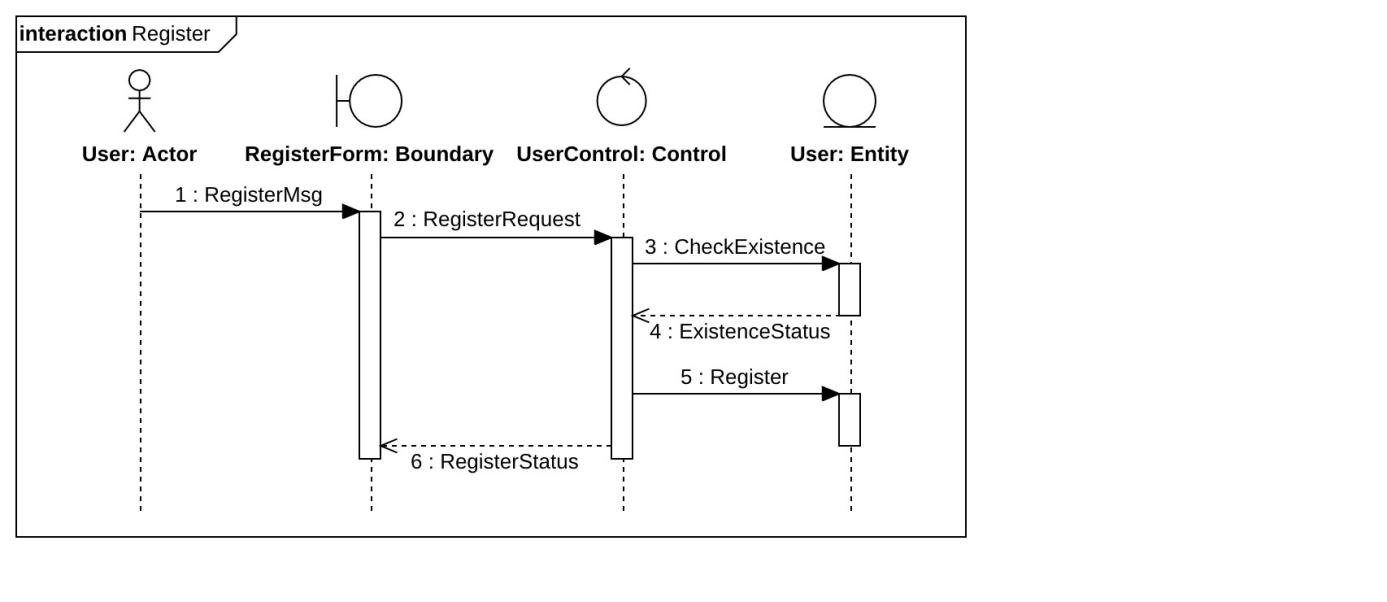 interaction Register
User: Actor
RegisterForm: Boundary
UserControl: Control
User: Entity
1 : RegisterMsg
2 : RegisterRequest
3 : CheckExistence
4 : ExistenceStatus
5 : Register
6 : RegisterStatus